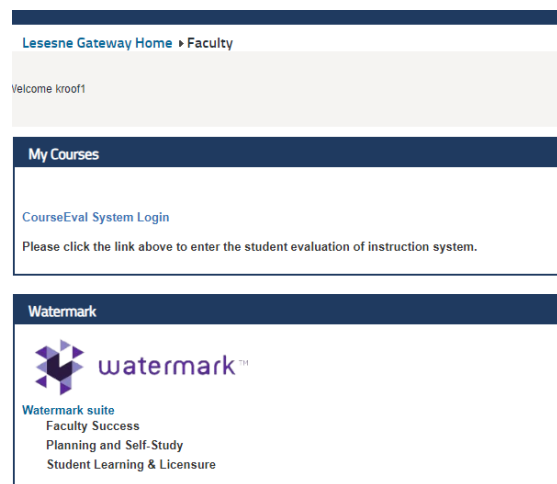 Lesesne Gateway Home ▸ Faculty
Welcome kroof1
My Courses
CourseEval System Login
Please click the link above to enter the student evaluation of instruction system.
Watermark
watermark™
Watermark suite
Faculty Success
Planning and Self-Study
Student Learning & Licensure